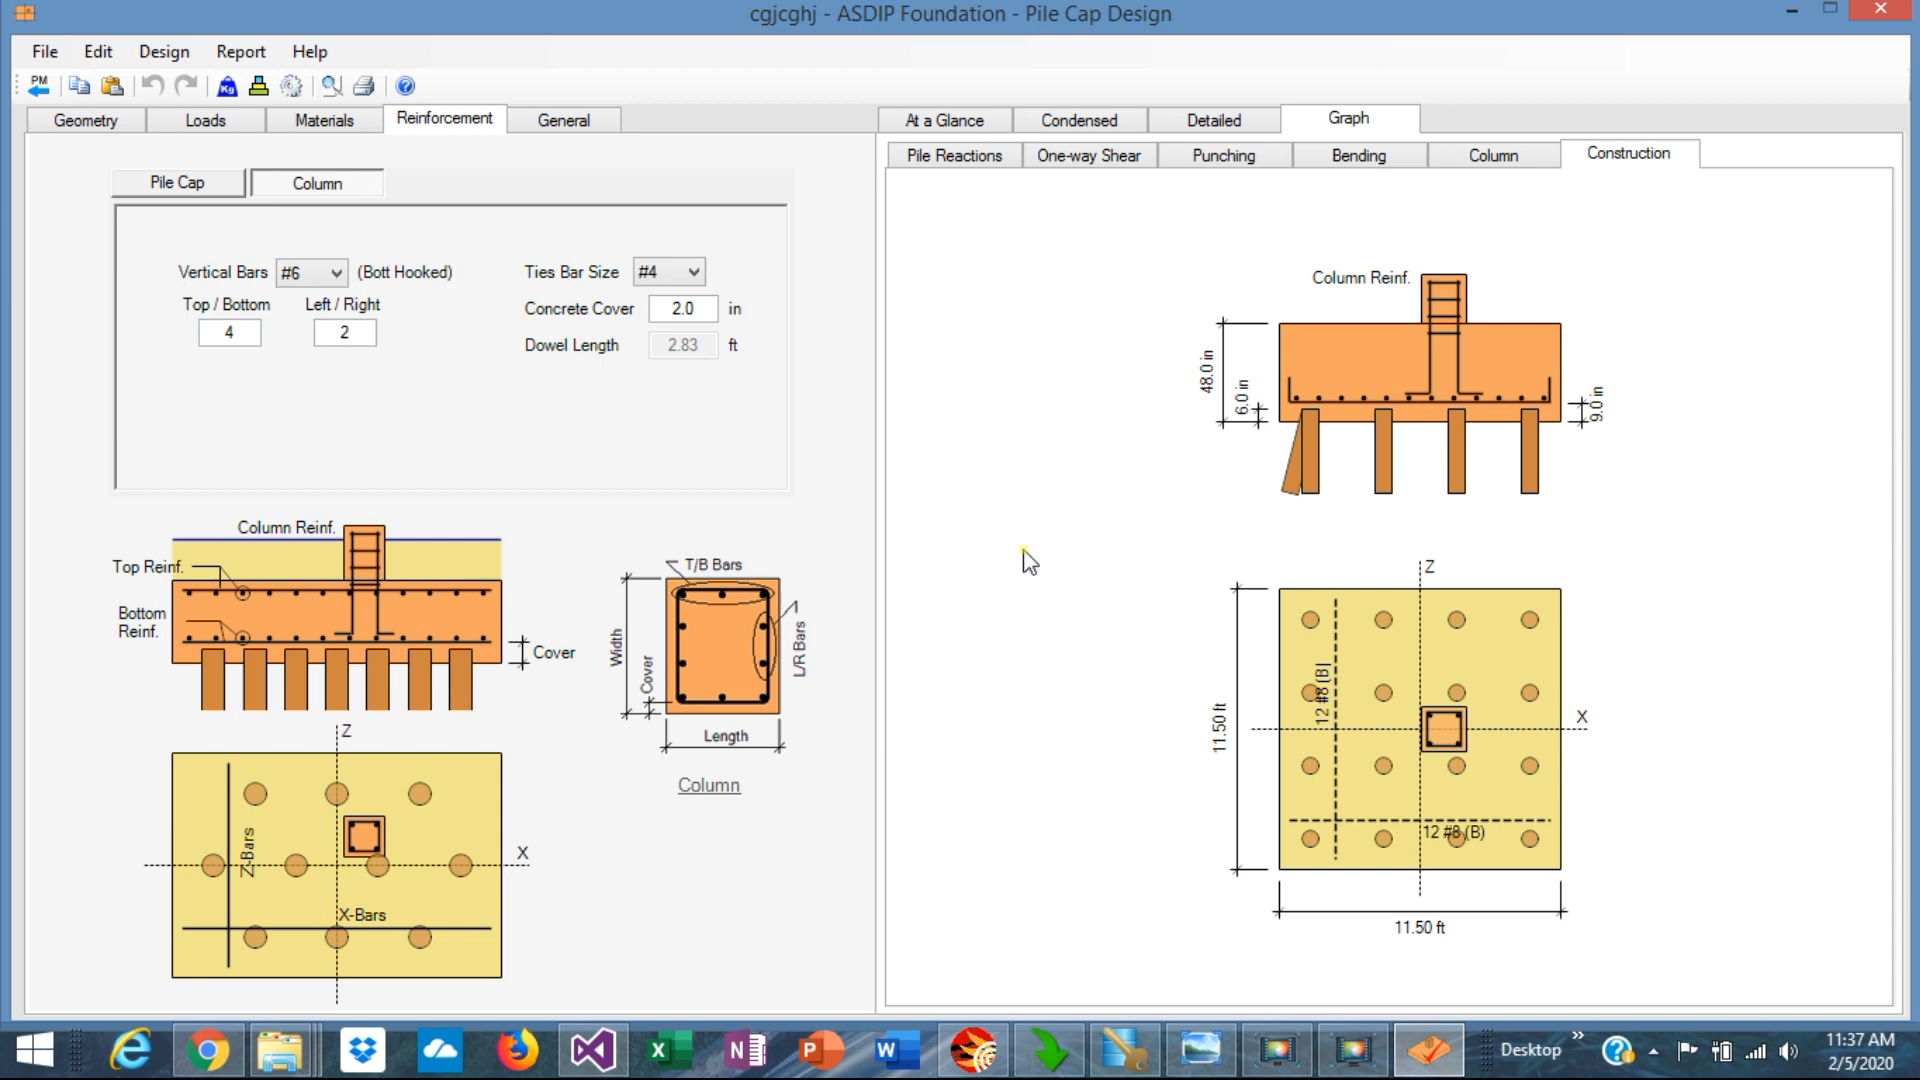 cgjcghj - ASDIP Foundation - Pile Cap Design
File Edit Design Report Help
PM
Kg
Geometry Loads Materials Reinforcement General
At a Glance Condensed Detailed Graph
Pile Reactions One-way Shear Punching Bending Column Construction
Pile Cap Column
Vertical Bars #6 (Bott Hooked)
Top / Bottom Left / Right
4 2
Ties Bar Size #4
Concrete Cover 2.0 in
Dowel Length 2.83 ft
Column Reinf.
Top Reinf.
Bottom
Reinf.
Cover
T/B Bars
Width
Cover
L/R Bars
Length
Column
Z
X
Z-Bars
X-Bars
Column Reinf.
48.0 in
6.0 in
9.0 in
Z
X
12 #8 (B)
12 #8 (B)
11.50 ft
11.50 ft
Desktop
11:37 AM
2/5/2020